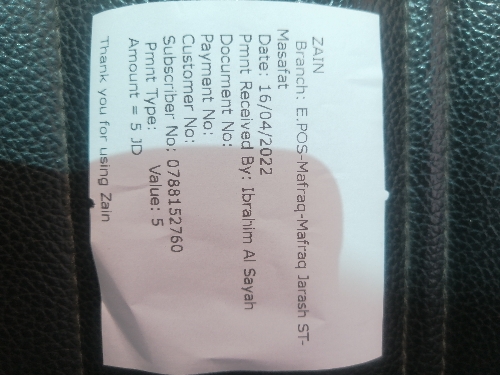 ZAIN
Branch: E.POS-Mafraq-Mafraq Jarash ST-
Masafat
Date: 16/04/2022
Pmnt Received By: Ibrahim Al Sayah
Document No:
Payment No:
Customer No:
Subscriber No: 0788152760
Pmnt Type: Value: 5
Amount = 5 JD
Thank you for using Zain